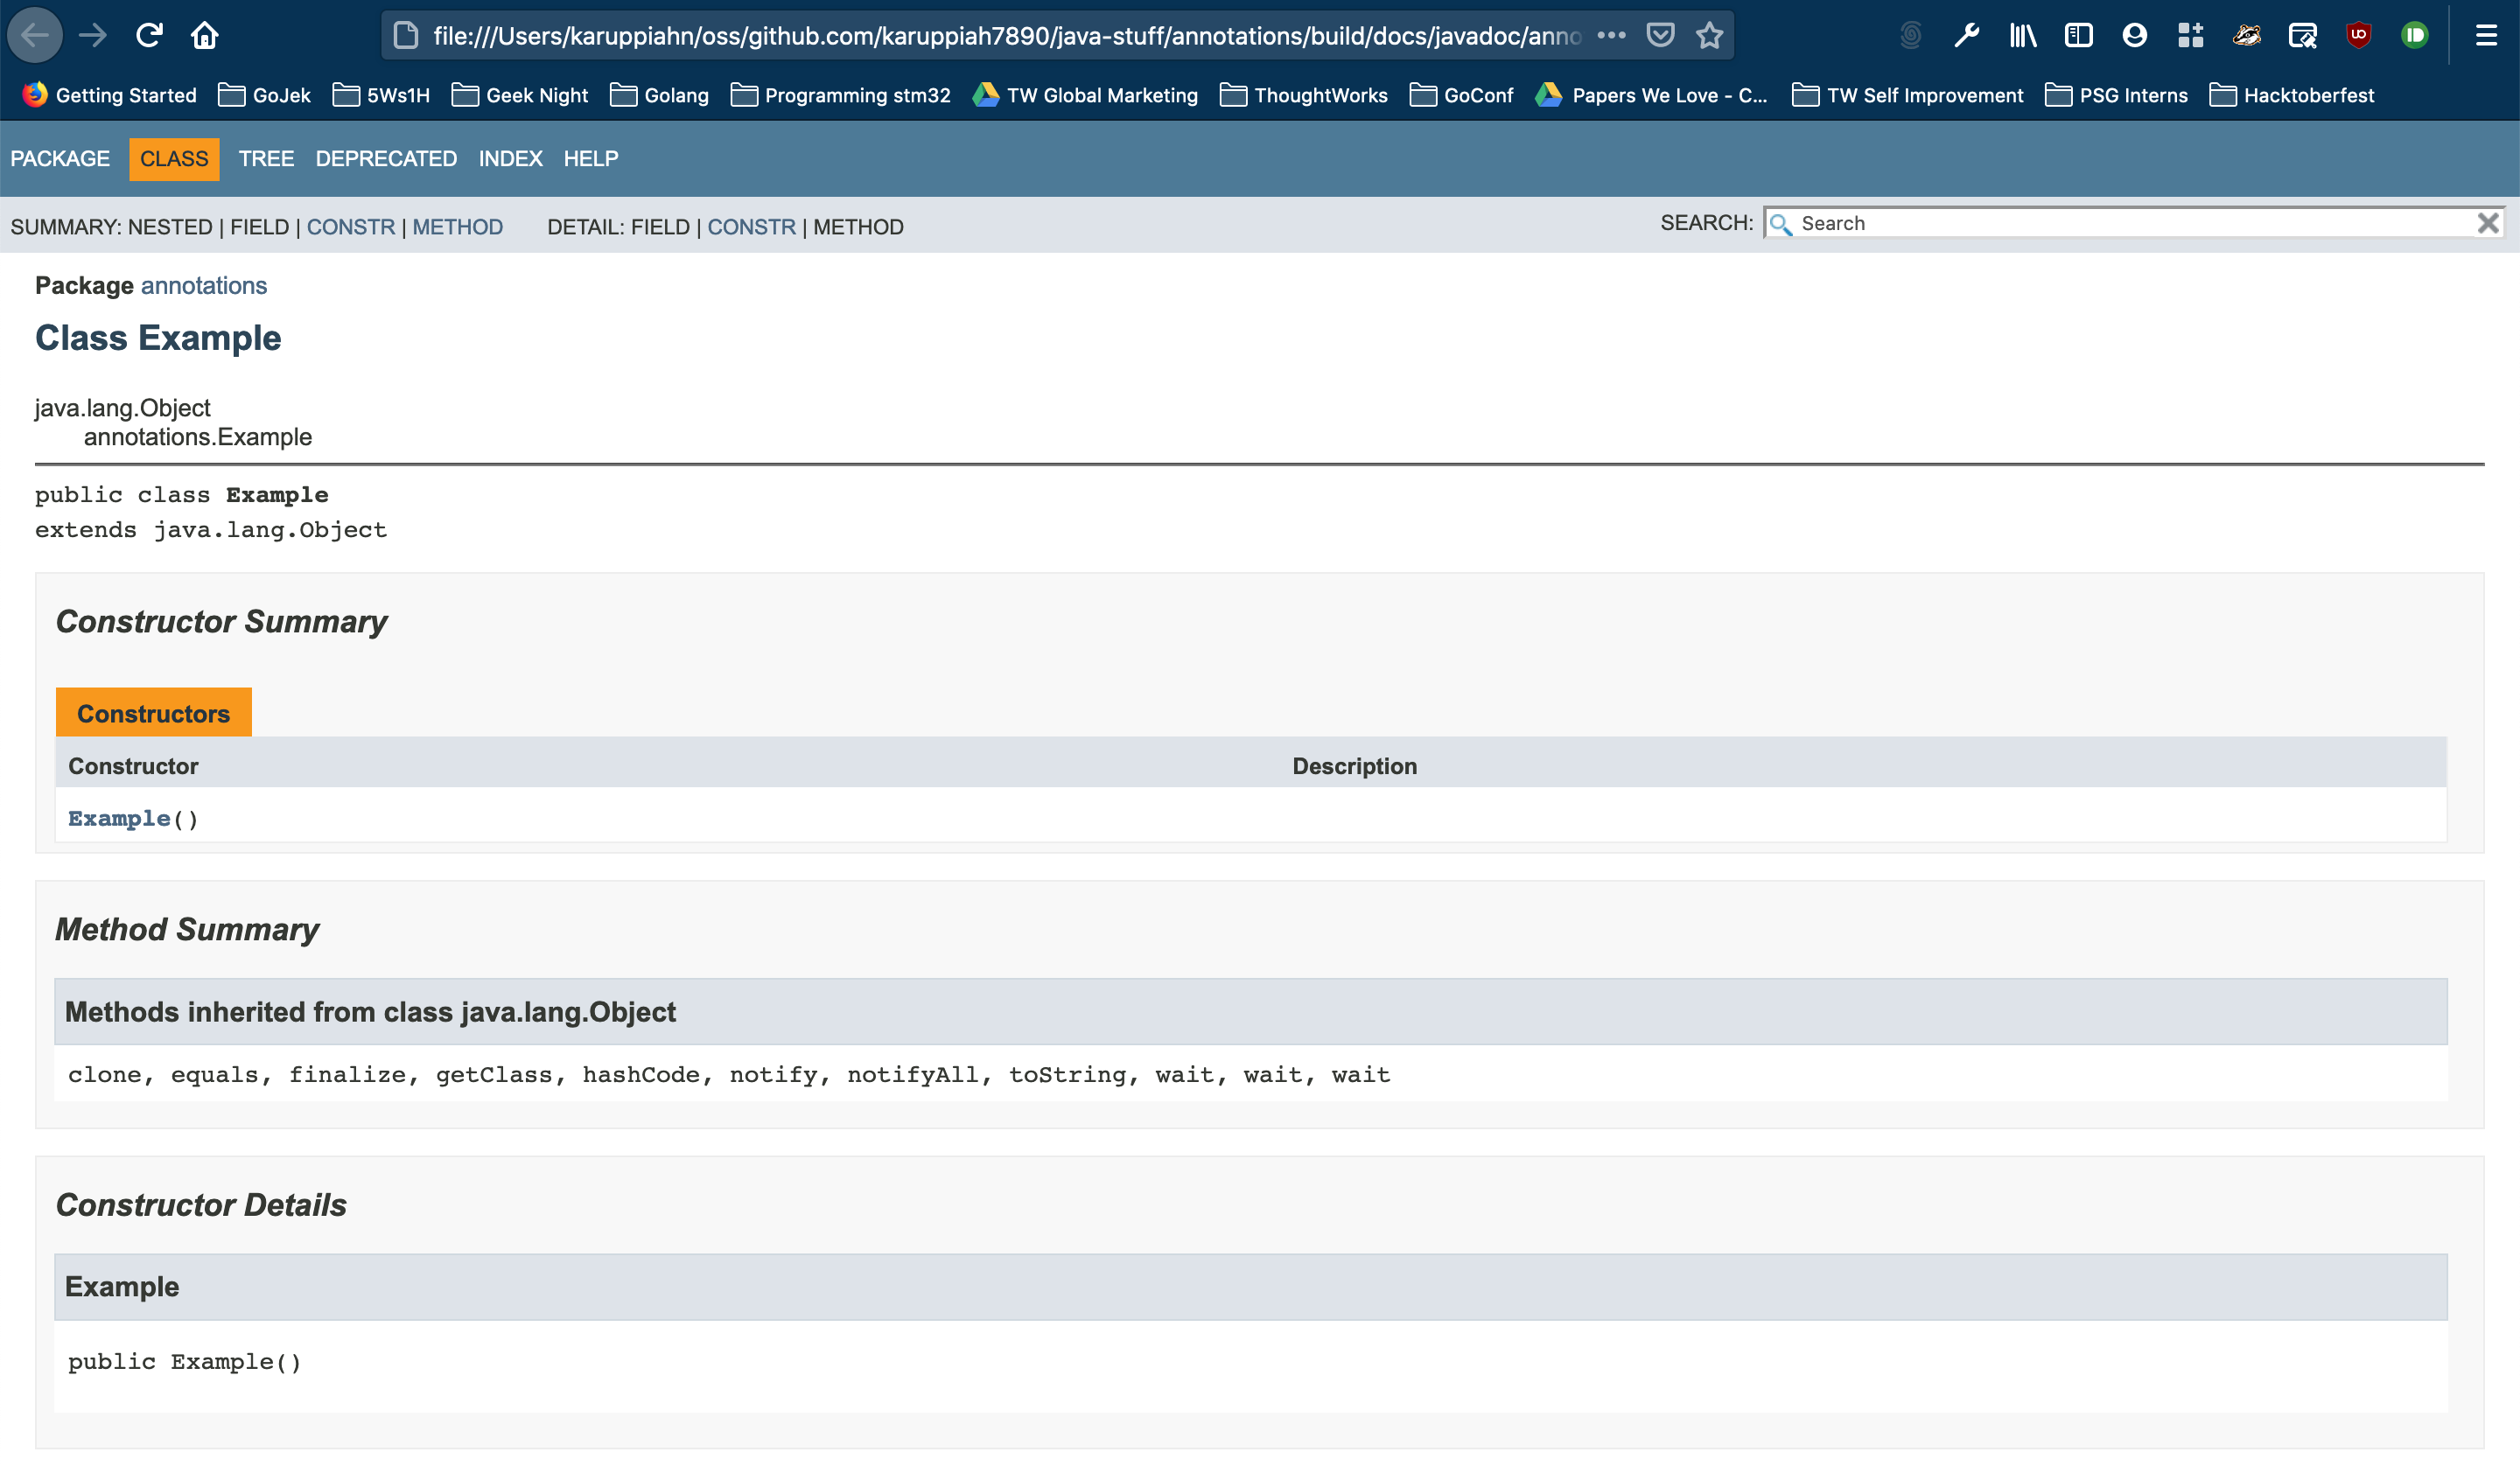 file:///Users/karuppiahn/oss/github.com/karuppiah7890/java-stuff/annotations/build/docs/javadoc/anno
Getting Started GoJek 5Ws1H Geek Night Golang Programming stm32 TW Global Marketing ThoughtWorks GoConf Papers We Love - C... TW Self Improvement PSG Interns Hacktoberfest
PACKAGE CLASS TREE DEPRECATED INDEX HELP
SUMMARY: NESTED | FIELD | CONSTR | METHOD DETAIL: FIELD | CONSTR | METHOD SEARCH: Search
Package annotations
Class Example
java.lang.Object
annotations.Example
public class Example
extends java.lang.Object
Constructor Summary
Constructors
Constructor Description
Example()
Method Summary
Methods inherited from class java.lang.Object
clone, equals, finalize, getClass, hashCode, notify, notifyAll, toString, wait, wait, wait
Constructor Details
Example
public Example()